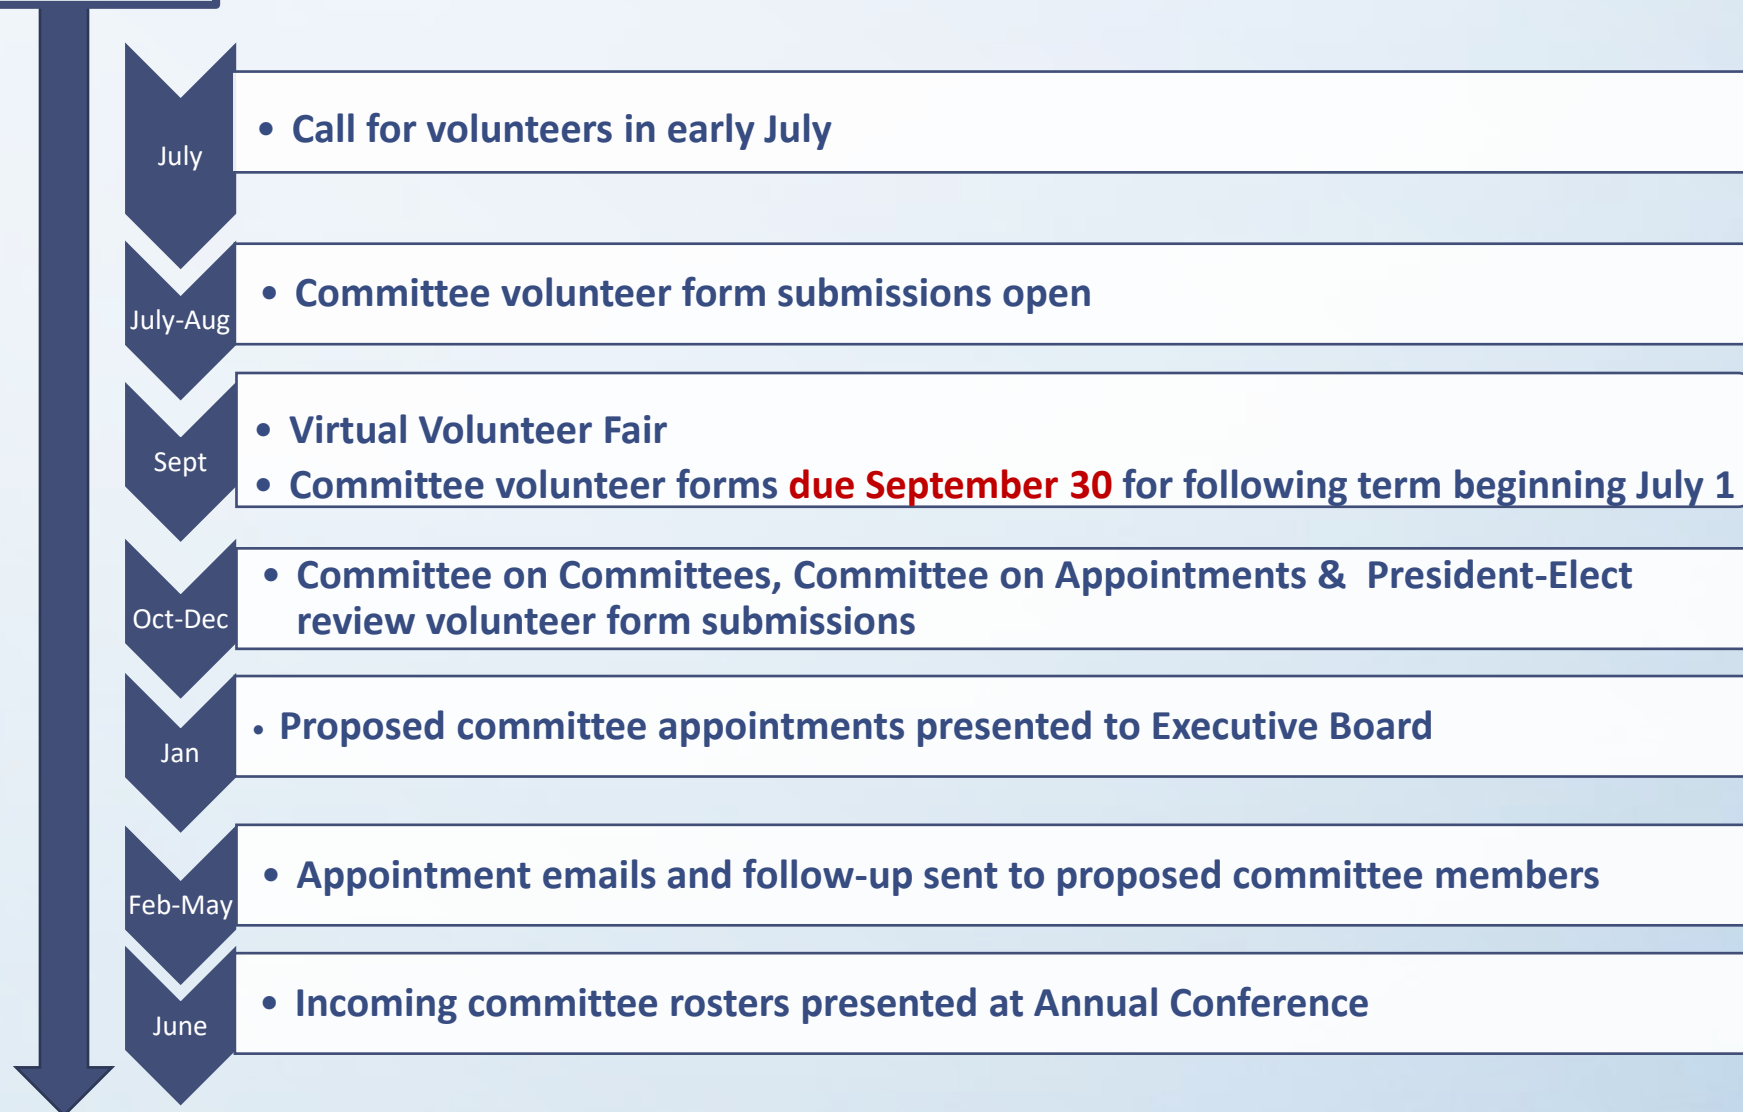 July
• Call for volunteers in early July
July-Aug
• Committee volunteer form submissions open
Sept
• Virtual Volunteer Fair
• Committee volunteer forms due September 30 for following term beginning July 1
Oct-Dec
• Committee on Committees, Committee on Appointments & President-Elect
review volunteer form submissions
Jan
• Proposed committee appointments presented to Executive Board
Feb-May
• Appointment emails and follow-up sent to proposed committee members
June
• Incoming committee rosters presented at Annual Conference